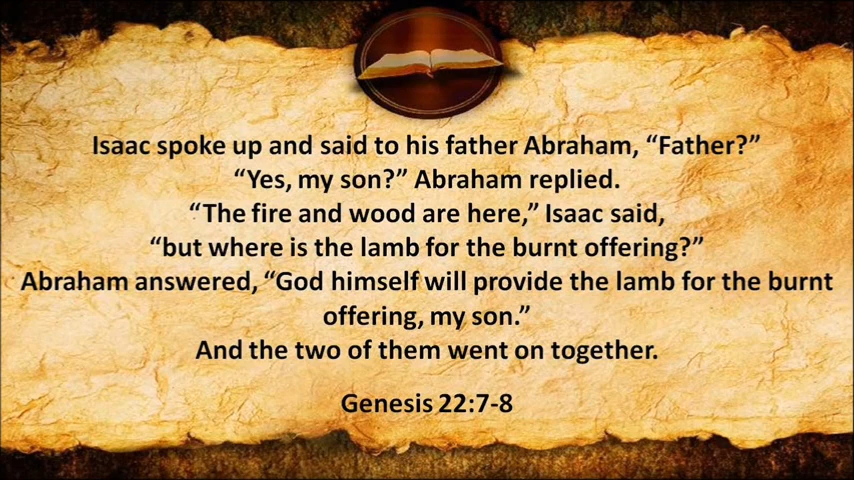 Isaac spoke up and said to his father Abraham, “Father?”
“Yes, my son?” Abraham replied.
“The fire and wood are here,” Isaac said,
“but where is the lamb for the burnt offering?”
Abraham answered, “God himself will provide the lamb for the burnt
offering, my son.”
And the two of them went on together.
Genesis 22:7-8